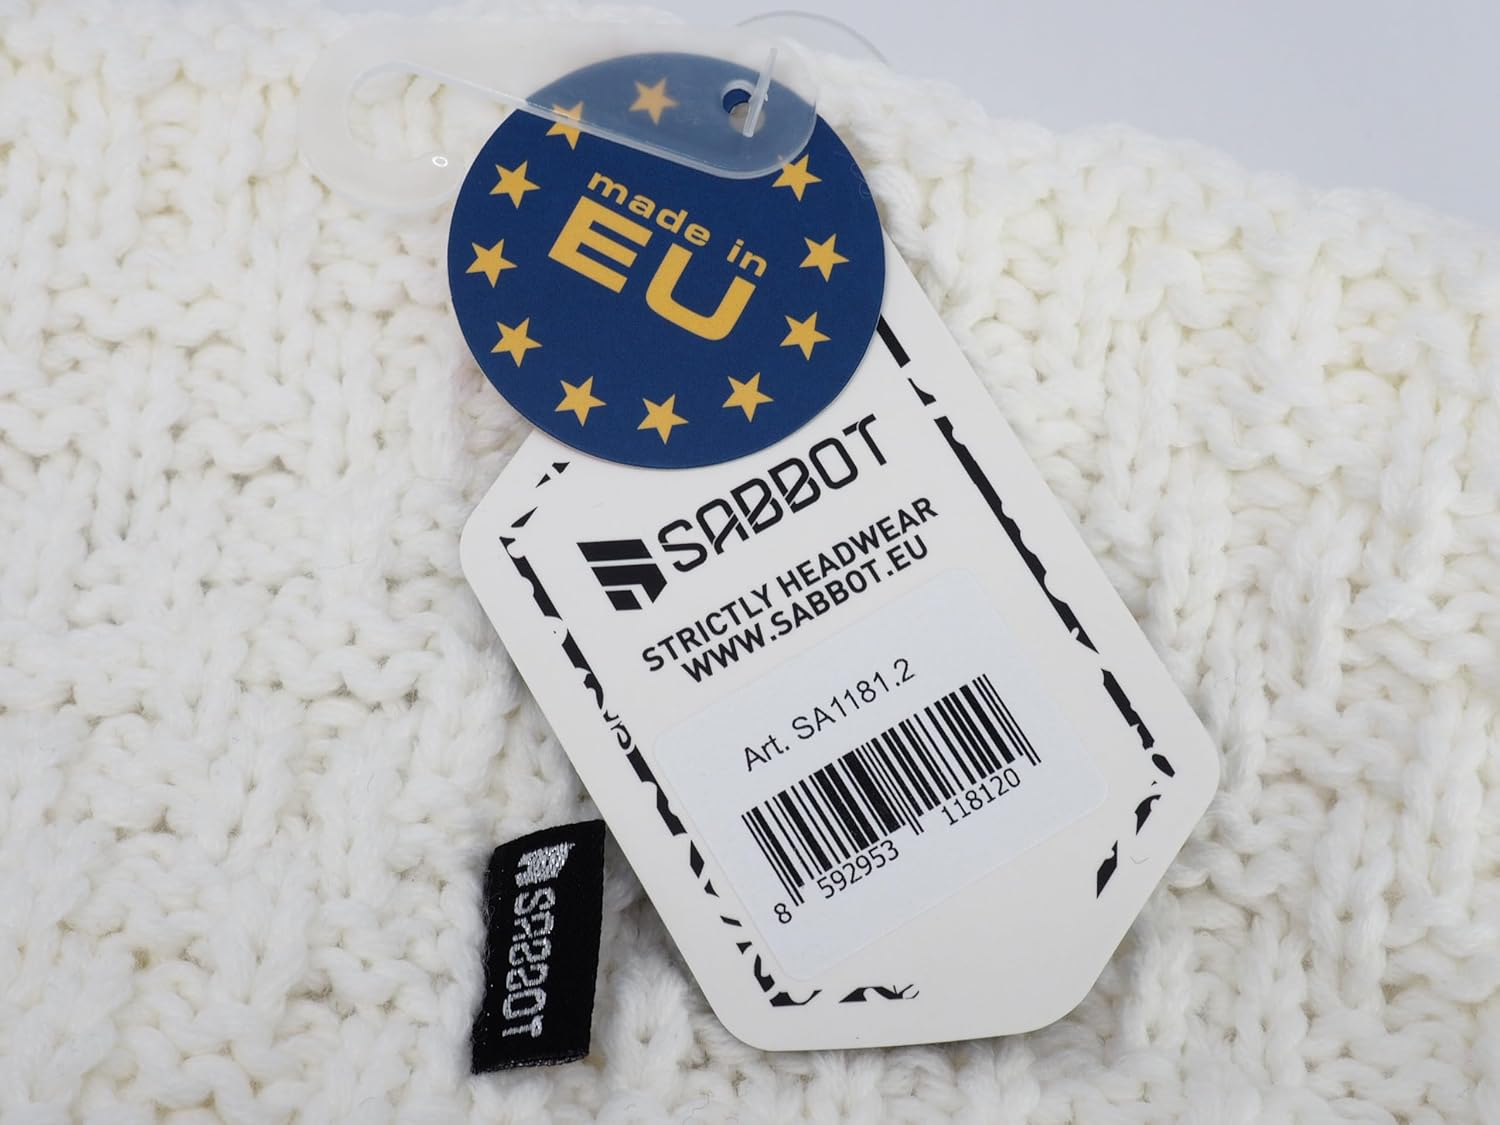 made in
EU
SABBOT
STRICTLY HEADWEAR
WWW.SABBOT.EU
Art. SA1181.2
8 592953 118120
SABBOT